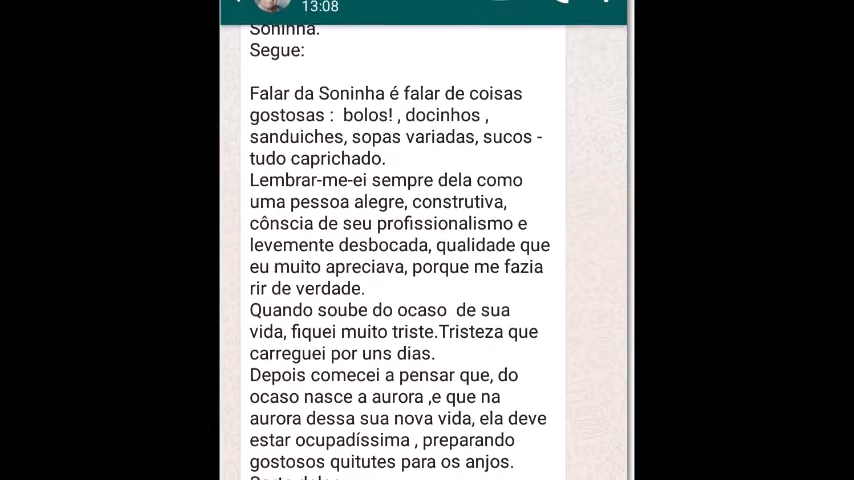 13:08
Soninha.
Segue:
Falar da Soninha é falar de coisas
gostosas :  bolos! , docinhos ,
sanduiches, sopas variadas, sucos -
tudo caprichado.
Lembrar-me-ei sempre dela como
uma pessoa alegre, construtiva,
cônscia de seu profissionalismo e
levemente desbocada, qualidade que
eu muito apreciava, porque me fazia
rir de verdade.
Quando soube do ocaso  de sua
vida, fiquei muito triste.Tristeza que
carreguei por uns dias.
Depois comecei a pensar que, do
ocaso nasce a aurora ,e que na
aurora dessa sua nova vida, ela deve
estar ocupadíssima , preparando
gostosos quitutes para os anjos.